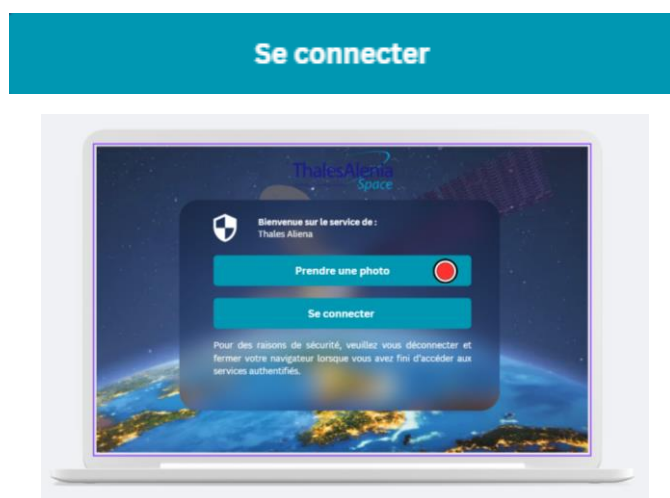 Se connecter
ThalesAlenia
Space
Bienvenue sur le service de :
Thales Aliena
Prendre une photo
Se connecter
Pour des raisons de sécurité, veuillez vous déconnecter et
fermer votre navigateur lorsque vous avez fini d'accéder aux
services authentifiés.